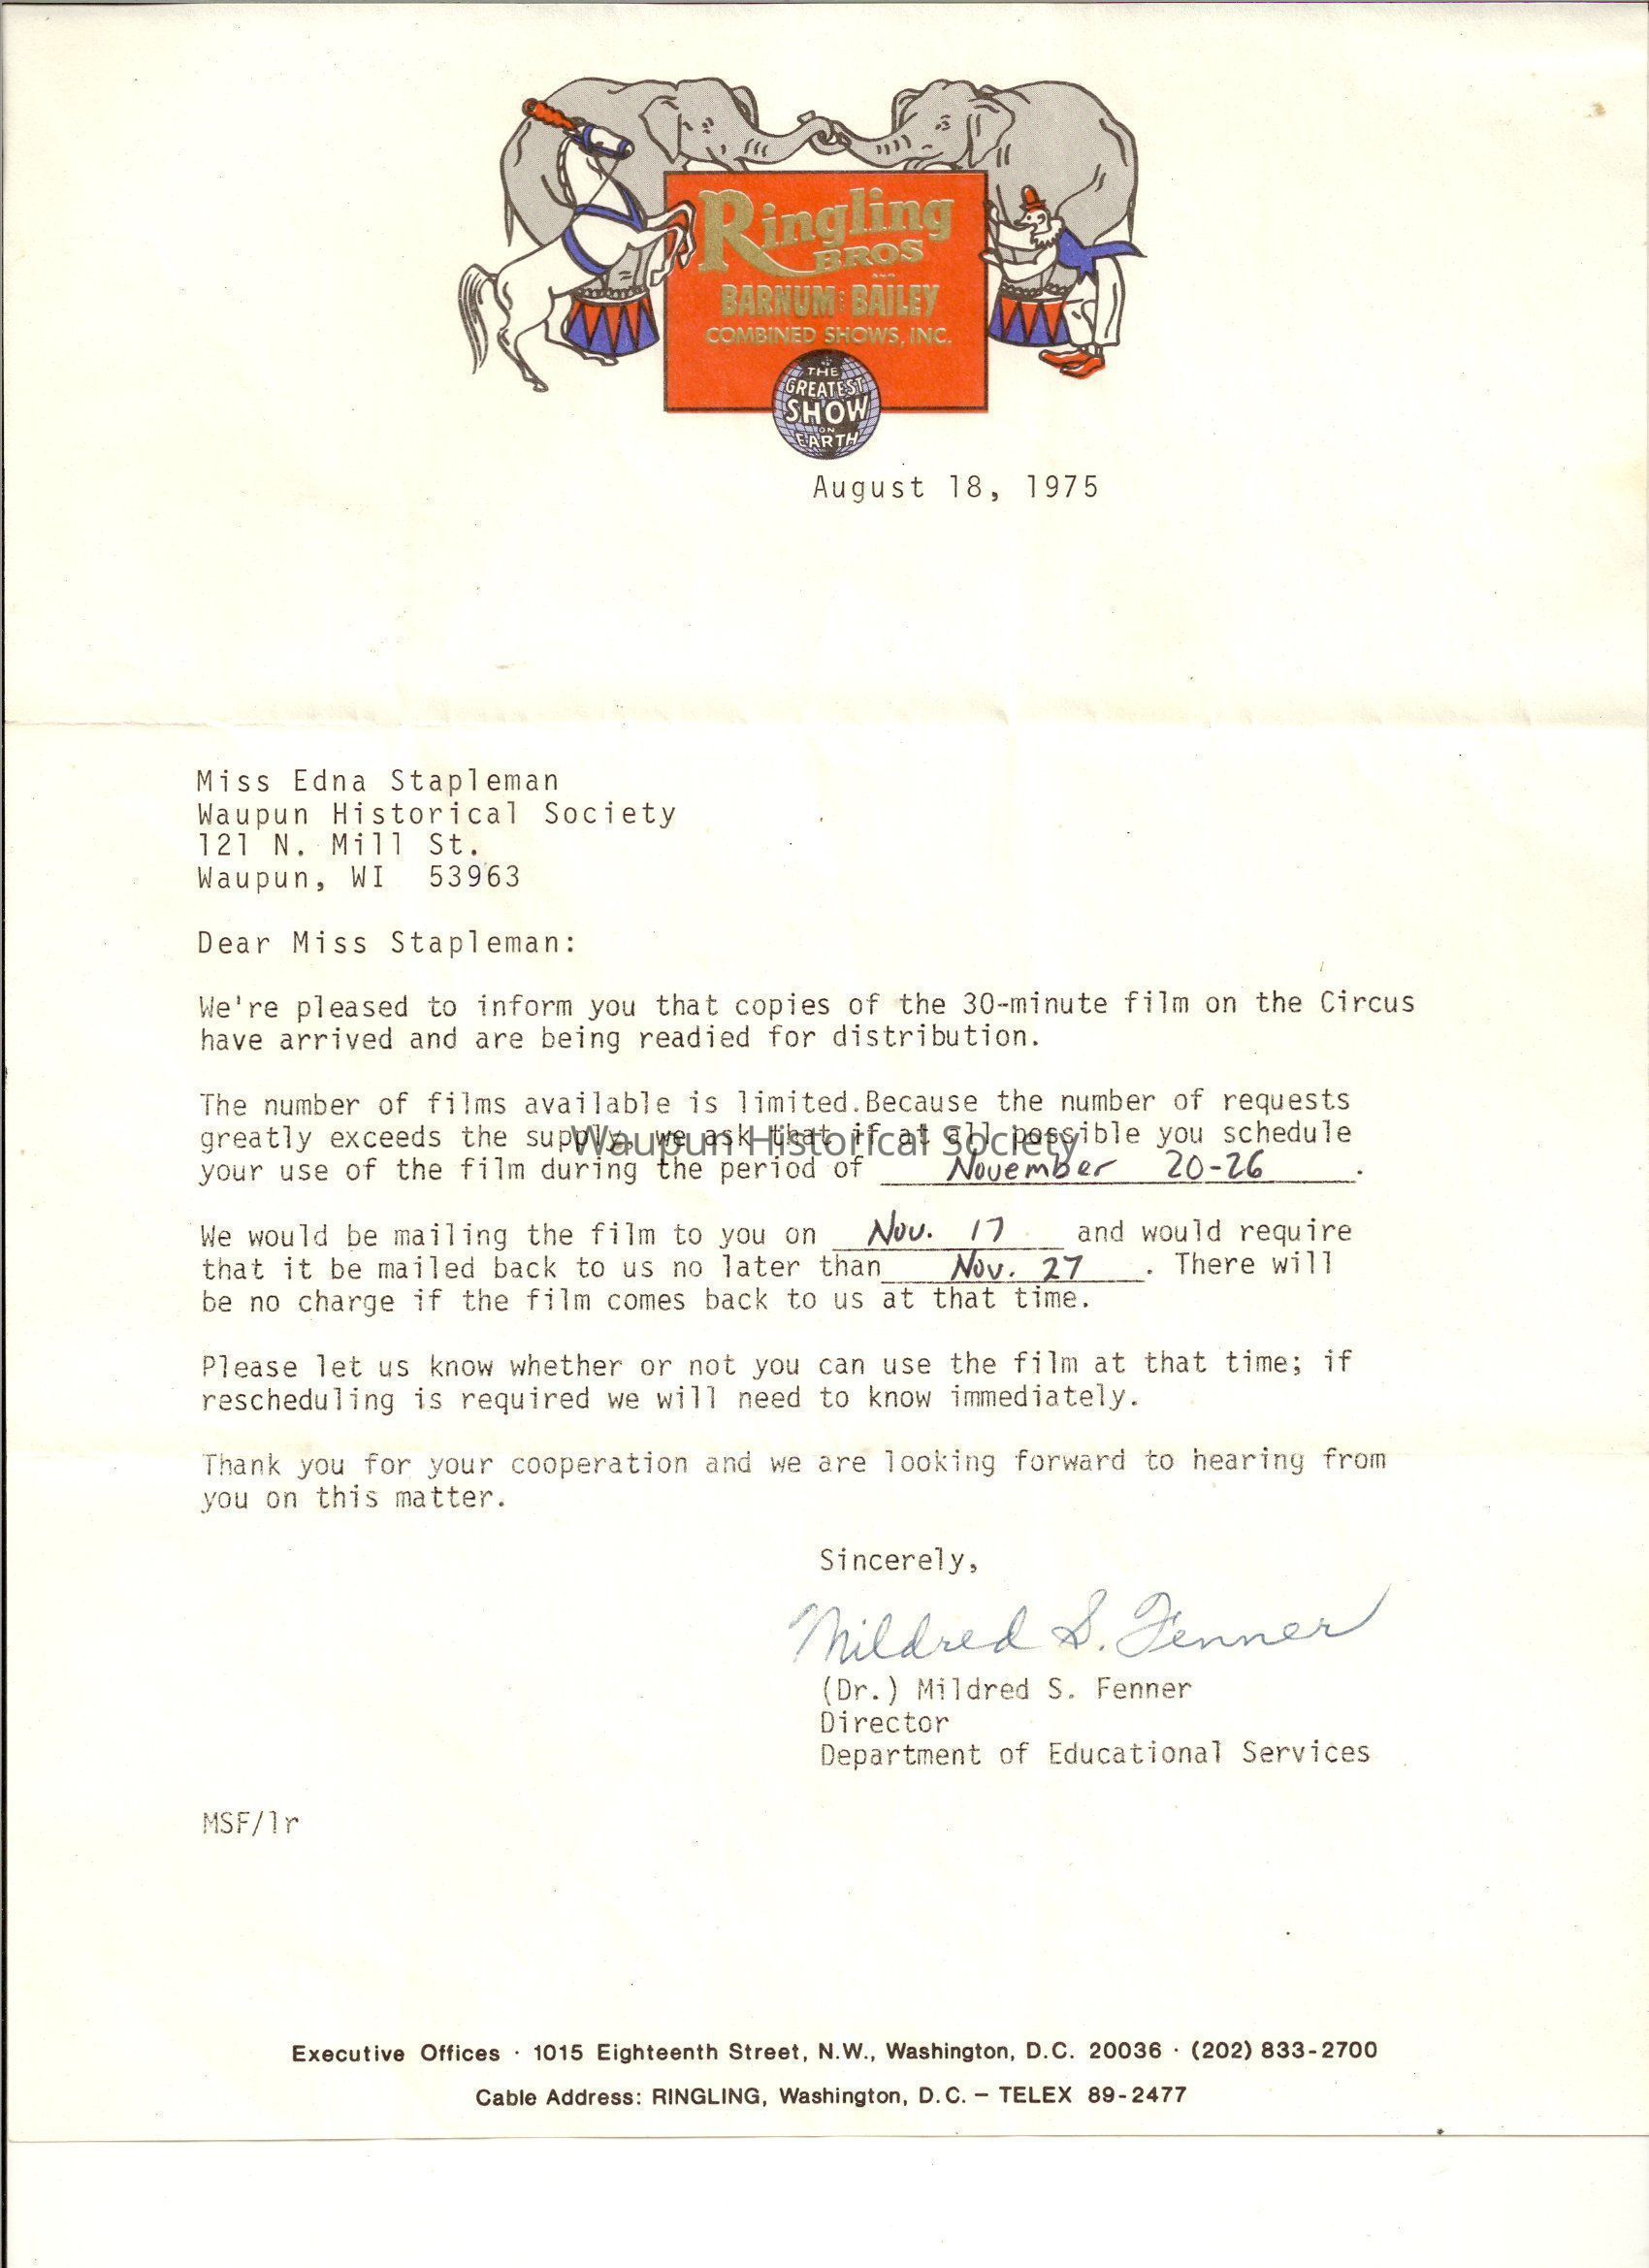 Ringling
BROS
AND
BARNUM & BAILEY
COMBINED SHOWS, INC.
THE
GREATEST
SHOW
ON
EARTH
August 18, 1975
Miss Edna Stapleman
Waupun Historical Society
121 N. Mill St.
Waupun, WI  53963
Dear Miss Stapleman:
We're pleased to inform you that copies of the 30-minute film on the Circus
have arrived and are being readied for distribution.
The number of films available is limited.Because the number of requests
greatly exceeds the supply, we ask that if at all possible you schedule
Waupun Historical Society
your use of the film during the period of November 20-26.
We would be mailing the film to you on Nov. 17 and would require
that it be mailed back to us no later than Nov. 27. There will
be no charge if the film comes back to us at that time.
Please let us know whether or not you can use the film at that time; if
rescheduling is required we will need to know immediately.
Thank you for your cooperation and we are looking forward to hearing from
you on this matter.
Sincerely,
Mildred S. Fenner
(Dr.) Mildred S. Fenner
Director
Department of Educational Services
MSF/lr
Executive Offices · 1015 Eighteenth Street, N.W., Washington, D.C. 20036 · (202) 833-2700
Cable Address: RINGLING, Washington, D.C. – TELEX 89-2477